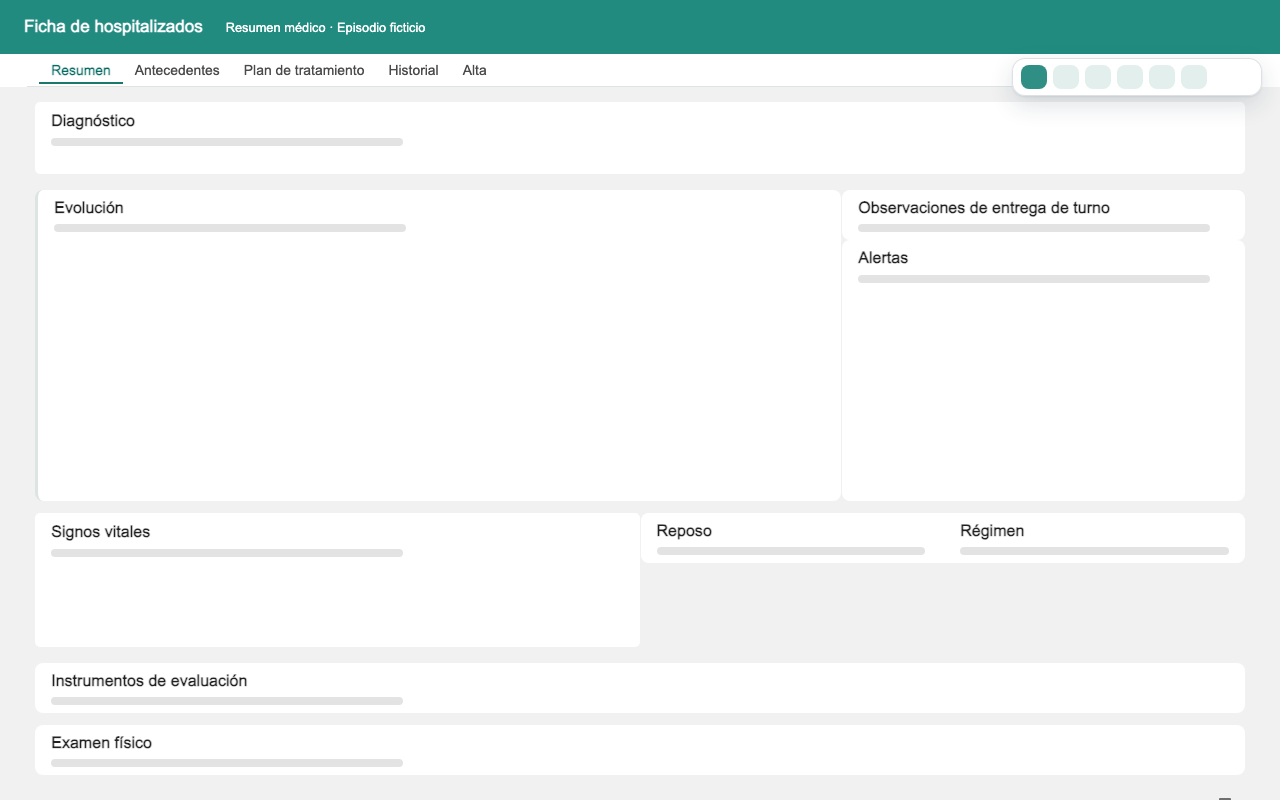 Ficha de hospitalizados Resumen médico · Episodio ficticio
Resumen Antecedentes Plan de tratamiento Historial Alta
Diagnóstico
Evolución
Observaciones de entrega de turno
Alertas
Signos vitales
Reposo Régimen
Instrumentos de evaluación
Examen físico